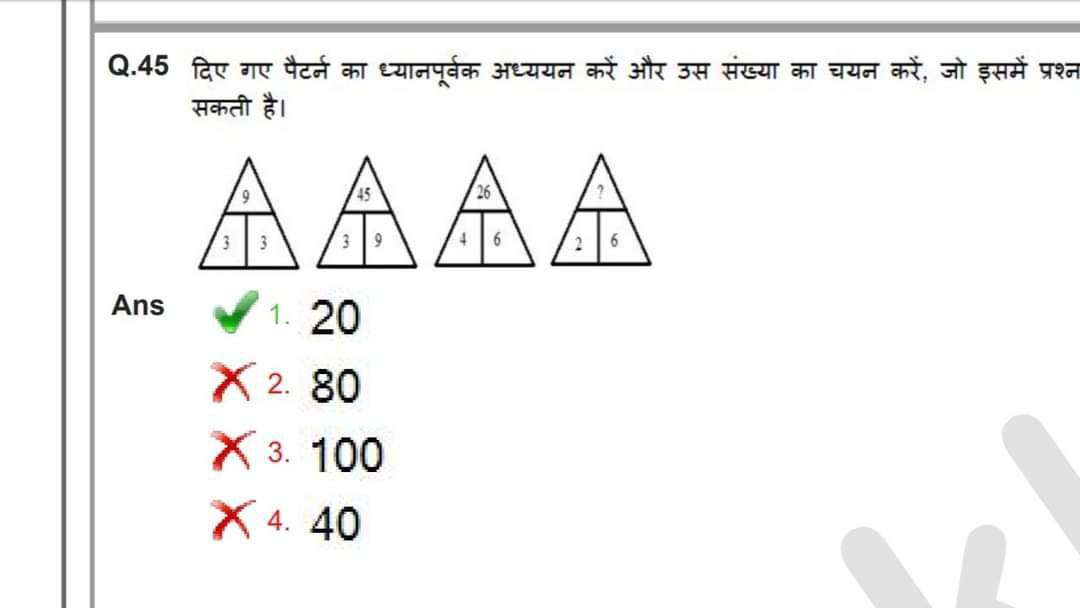 Q.45 दिए गए पैटर्न का ध्यानपूर्वक अध्ययन करें और उस संख्या का चयन करें, जो इसमें प्रश्न
सकती है।
9 45 26 ?
3 3 3 9 4 6 2 6
Ans 1. 20
2. 80
3. 100
4. 40